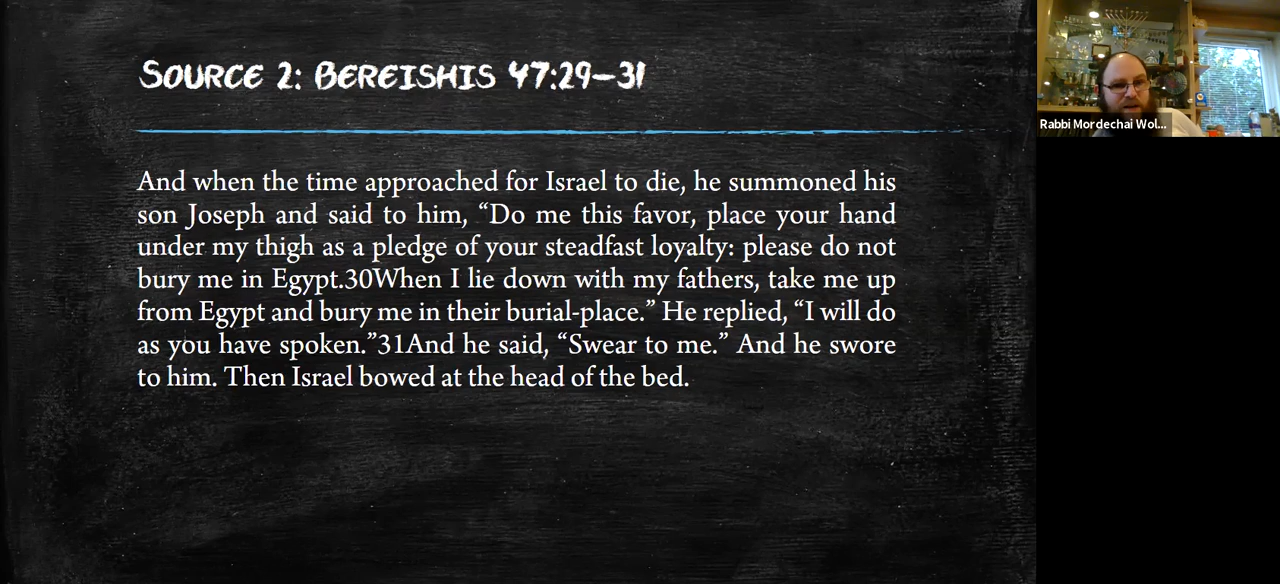 SOURCE 2: BEREISHIS 47:29–31
And when the time approached for Israel to die, he summoned his
son Joseph and said to him, “Do me this favor, place your hand
under my thigh as a pledge of your steadfast loyalty: please do not
bury me in Egypt.30When I lie down with my fathers, take me up
from Egypt and bury me in their burial-place.” He replied, “I will do
as you have spoken.”31And he said, “Swear to me.” And he swore
to him. Then Israel bowed at the head of the bed.
Rabbi Mordechai Wol...